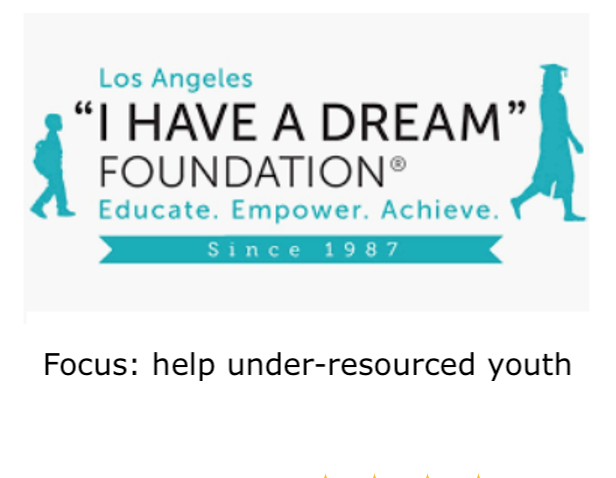 Los Angeles
“I HAVE A DREAM”
FOUNDATION®
Educate. Empower. Achieve.
Since 1987
Focus: help under-resourced youth